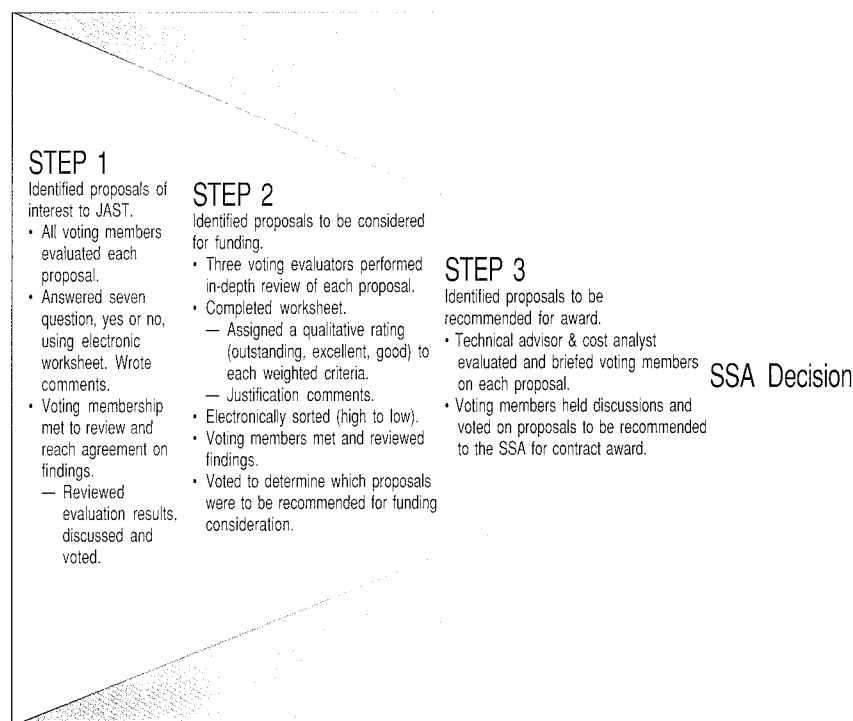 STEP 1
Identified proposals of
interest to JAST.
• All voting members
evaluated each
proposal.
• Answered seven
question, yes or no,
using electronic
worksheet. Wrote
comments.
• Voting membership
met to review and
reach agreement on
findings.
— Reviewed
evaluation results,
discussed and
voted.
STEP 2
Identified proposals to be considered
for funding.
• Three voting evaluators performed
in-depth review of each proposal.
• Completed worksheet.
— Assigned a qualitative rating
(outstanding, excellent, good) to
each weighted criteria.
— Justification comments.
• Electronically sorted (high to low).
• Voting members met and reviewed
findings.
• Voted to determine which proposals
were to be recommended for funding
consideration.
STEP 3
Identified proposals to be
recommended for award.
• Technical advisor & cost analyst
evaluated and briefed voting members
on each proposal.
• Voting members held discussions and
voted on proposals to be recommended
to the SSA for contract award.
SSA Decision